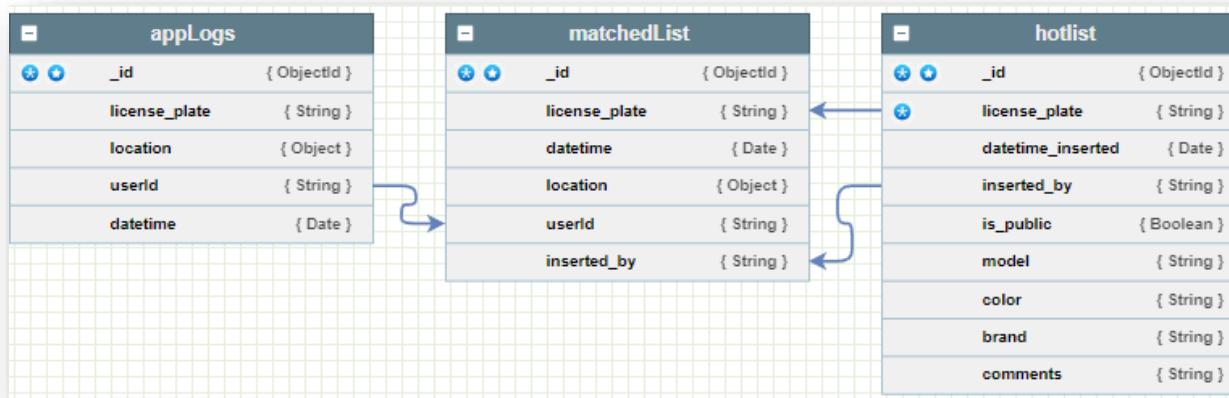 appLogs
_id { ObjectId }
license_plate { String }
location { Object }
userId { String }
datetime { Date }
matchedList
_id { ObjectId }
license_plate { String }
datetime { Date }
location { Object }
userId { String }
inserted_by { String }
hotlist
_id { ObjectId }
license_plate { String }
datetime_inserted { Date }
inserted_by { String }
is_public { Boolean }
model { String }
color { String }
brand { String }
comments { String }